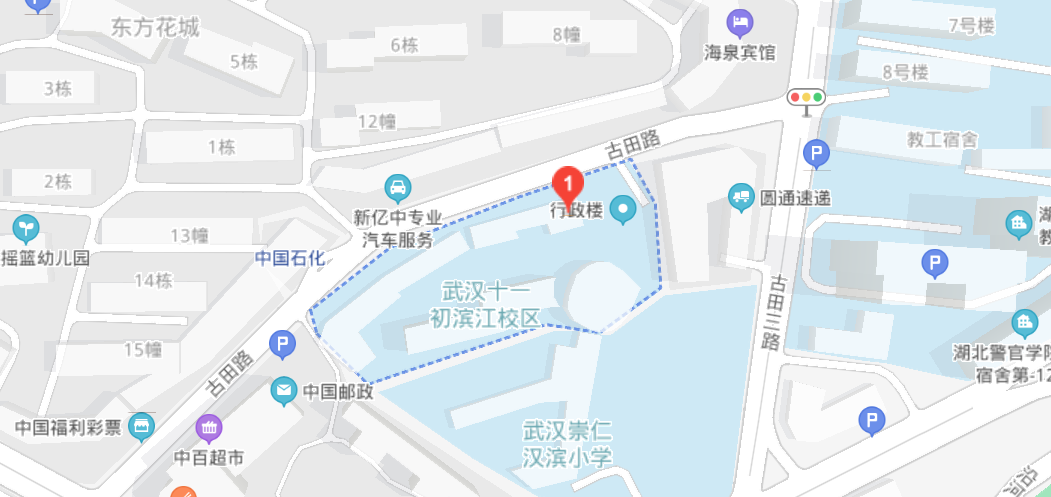 东方花城
海泉宾馆
7号楼
8号楼
6栋
8幢
5栋
3栋
12幢
1栋
古田路
教工宿舍
P
P
1
2栋
新亿中专业
汽车服务
行政楼
圆通速递
13幢
摇篮幼儿园
中国石化
P
14幢
武汉十一
初滨江校区
古田三路
15幢
P
古田路
中国邮政
湖北警官学院
中国福利彩票
中百超市
武汉崇仁
汉滨小学
P